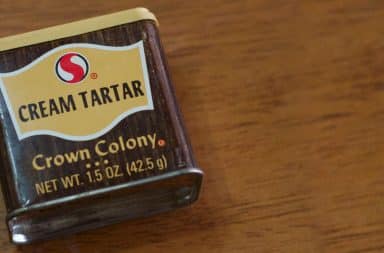 CREAM TARTAR
Crown Colony®
NET WT. 1.5 OZ. (42.5 g)